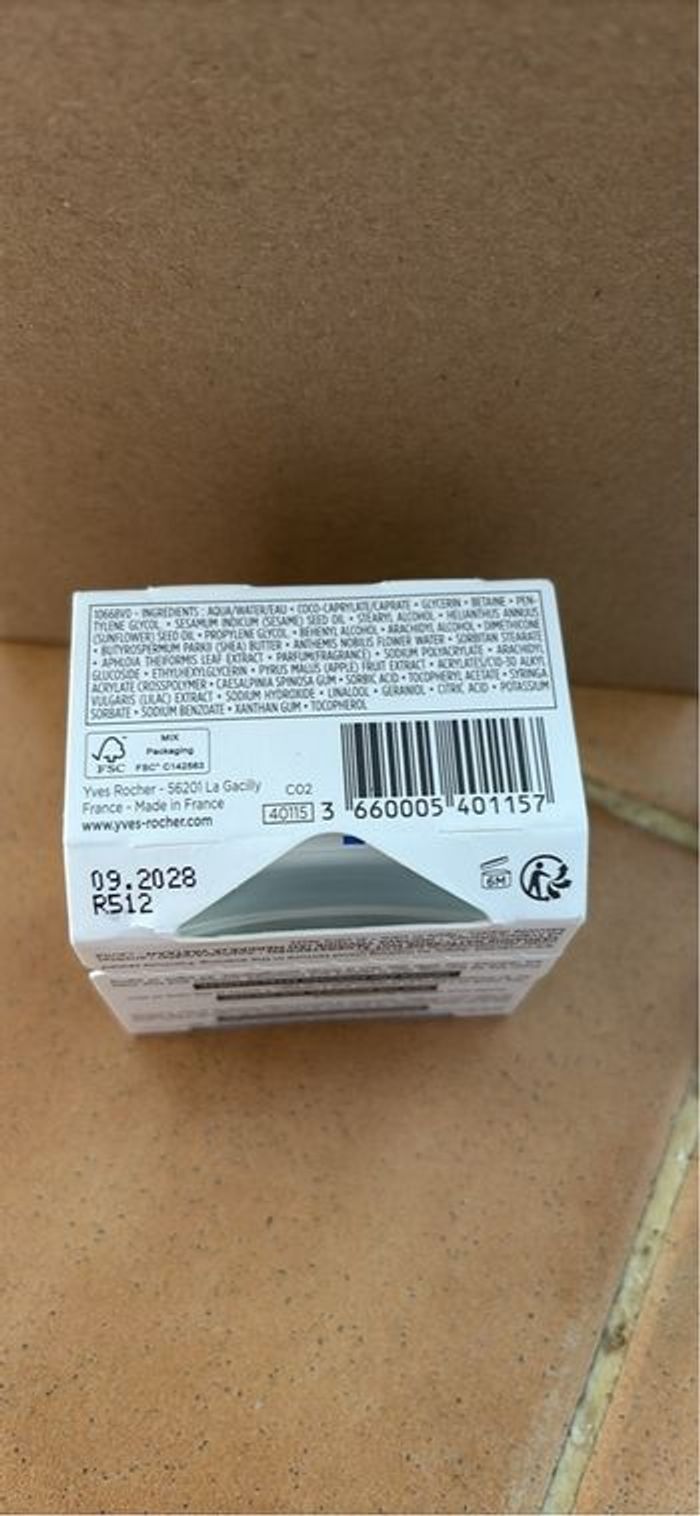 10668V0 - INGREDIENTS : AQUA/WATER/EAU • COCO-CAPRYLATE/CAPRATE • GLYCERIN • BETAINE • PEN-
TYLENE GLYCOL • SESAMUM INDICUM (SESAME) SEED OIL • STEARYL ALCOHOL • HELIANTHUS ANNUUS
(SUNFLOWER) SEED OIL • PROPYLENE GLYCOL • BEHENYL ALCOHOL • ARACHIDYL ALCOHOL • DIMETHICONE
• BUTYROSPERMUM PARKII (SHEA) BUTTER • ANTHEMIS NOBILIS FLOWER WATER • SORBITAN STEARATE
• APHLOIA THEIFORMIS LEAF EXTRACT • PARFUM(FRAGRANCE) • SODIUM POLYACRYLATE • ARACHIDYL
GLUCOSIDE • ETHYLHEXYLGLYCERIN • PYRUS MALUS (APPLE) FRUIT EXTRACT • ACRYLATES/C10-30 ALKYL
ACRYLATE CROSSPOLYMER • CAESALPINIA SPINOSA GUM • SORBIC ACID • TOCOPHERYL ACETATE • SYRINGA
VULGARIS (LILAC) EXTRACT • SODIUM HYDROXIDE • LINALOOL • GERANIOL • CITRIC ACID • POTASSIUM
SORBATE • SODIUM BENZOATE • XANTHAN GUM • TOCOPHEROL
FSC
MIX
Packaging
FSC® C142563
Yves Rocher - 56201 La Gacilly
France - Made in France
www.yves-rocher.com
CO2
40115
3 660005 401157
09.2028
R512
6M